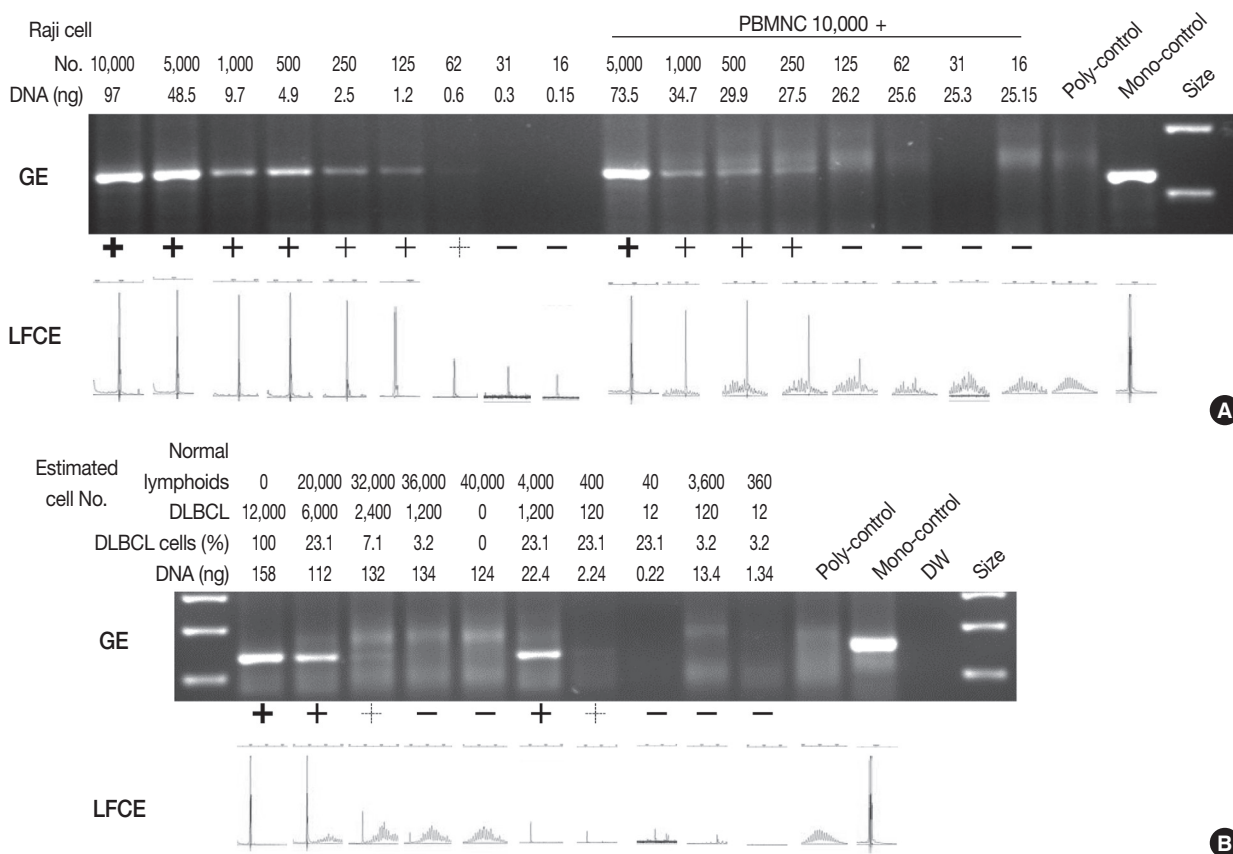 Raji cell
PBMNC 10,000 +
No. 10,000 5,000 1,000 500 250 125 62 31 16 5,000 1,000 500 250 125 62 31 16 Poly-control Mono-control Size
DNA (ng) 97 48.5 9.7 4.9 2.5 1.2 0.6 0.3 0.15 73.5 34.7 29.9 27.5 26.2 25.6 25.3 25.15
GE
+ + + + + + + − − + + + + − − − −
LFCE
A
Estimated cell No.
Normal lymphoids 0 20,000 32,000 36,000 40,000 4,000 400 40 3,600 360
DLBCL 12,000 6,000 2,400 1,200 0 1,200 120 12 120 12
DLBCL cells (%) 100 23.1 7.1 3.2 0 23.1 23.1 23.1 3.2 3.2
DNA (ng) 158 112 132 134 124 22.4 2.24 0.22 13.4 1.34 Poly-control Mono-control DW Size
GE
+ + + − − + + − − −
LFCE
B